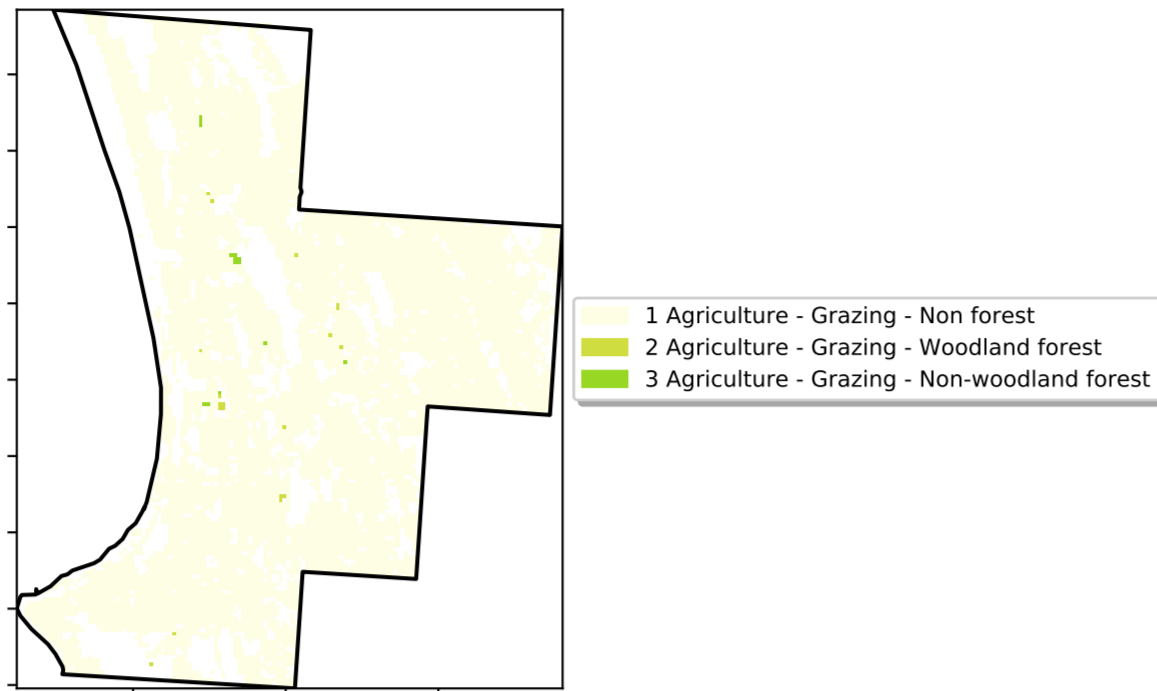 1 Agriculture - Grazing - Non forest
2 Agriculture - Grazing - Woodland forest
3 Agriculture - Grazing - Non-woodland forest